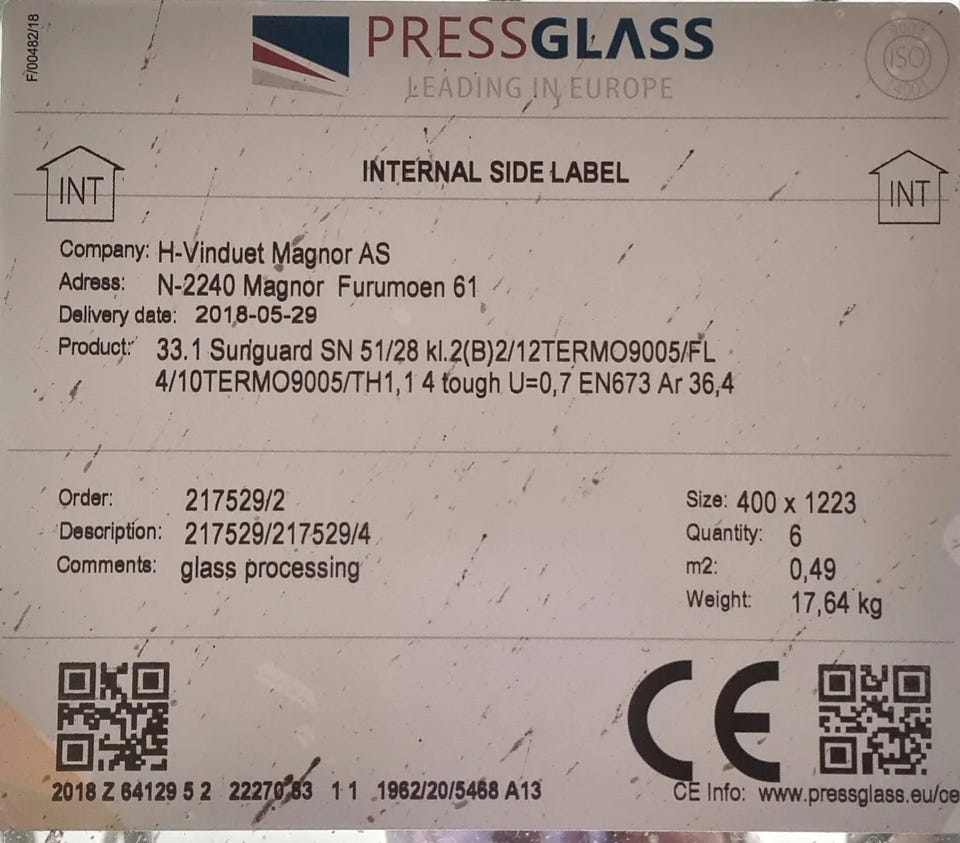 F/00482/18
PRESSGLASS
LEADING IN EUROPE
ISO
INT
INTERNAL SIDE LABEL
INT
Company: H-Vinduet Magnor AS
Adress: N-2240 Magnor Furumoen 61
Delivery date: 2018-05-29
Product: 33.1 Sunguard SN 51/28 kl.2(B)2/12TERMO9005/FL
4/10TERMO9005/TH1,1 4 tough U=0,7 EN673 Ar 36,4
Order: 217529/2
Size: 400 x 1223
Description: 217529/217529/4
Quantity: 6
Comments: glass processing
m2: 0,49
Weight: 17,64 kg
CE
2018 Z 64129 5 2 22270,83 1 1 1962/20/5468 A13
CE Info: www.pressglass.eu/ce